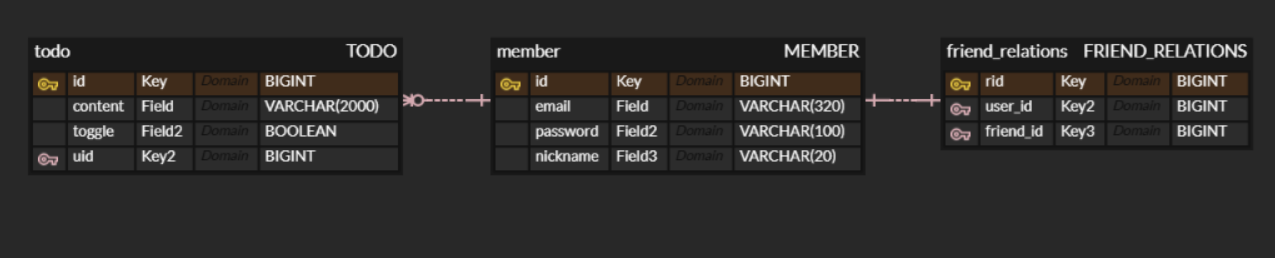 todo TODO
id Key Domain BIGINT
content Field Domain VARCHAR(2000)
toggle Field2 Domain BOOLEAN
uid Key2 Domain BIGINT
member MEMBER
id Key Domain BIGINT
email Field Domain VARCHAR(320)
password Field2 Domain VARCHAR(100)
nickname Field3 Domain VARCHAR(20)
friend_relations FRIEND_RELATIONS
rid Key Domain BIGINT
user_id Key2 Domain BIGINT
friend_id Key3 Domain BIGINT